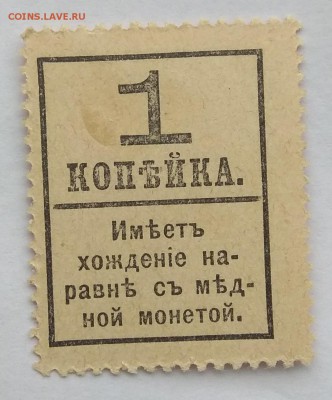 COINS.LAVE.RU
1
КОПѢЙКА.
Имѣетъ
хожденіе на-
равнѣ съ мѣд-
ной монетой.